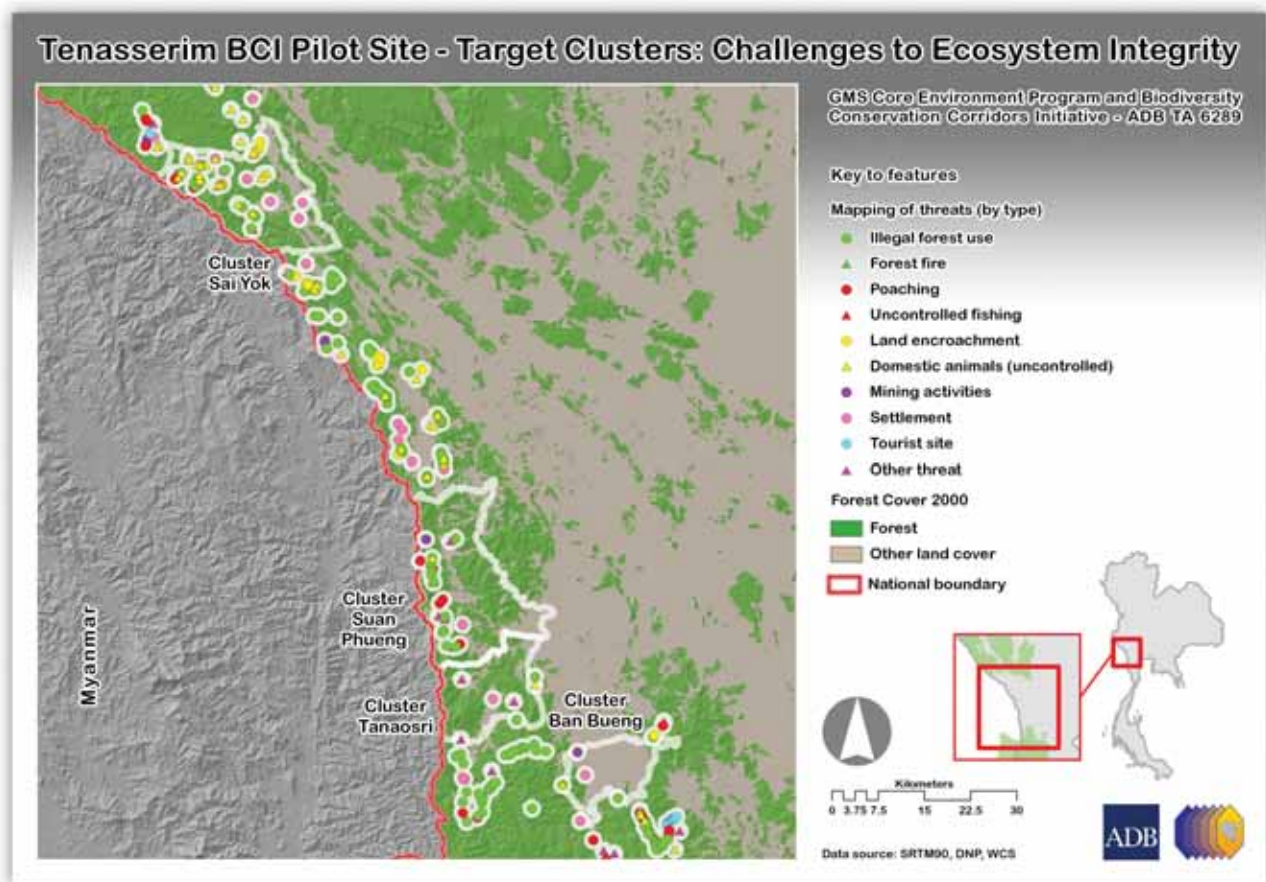 Tenasserim BCI Pilot Site - Target Clusters: Challenges to Ecosystem Integrity
GMS Core Environment Program and Biodiversity
Conservation Corridors Initiative - ADB TA 6289
Key to features
Mapping of threats (by type)
Illegal forest use
Forest fire
Poaching
Uncontrolled fishing
Land encroachment
Domestic animals (uncontrolled)
Mining activities
Settlement
Tourist site
Other threat
Forest Cover 2000
Forest
Other land cover
National boundary
Cluster
Sai Yok
Cluster
Suan
Phueng
Cluster
Tanaosri
Cluster
Ban Bueng
Myanmar
Kilometers
0 3.75 7.5 15 22.5 30
Data source: SRTM90, DNP, WCS
ADB